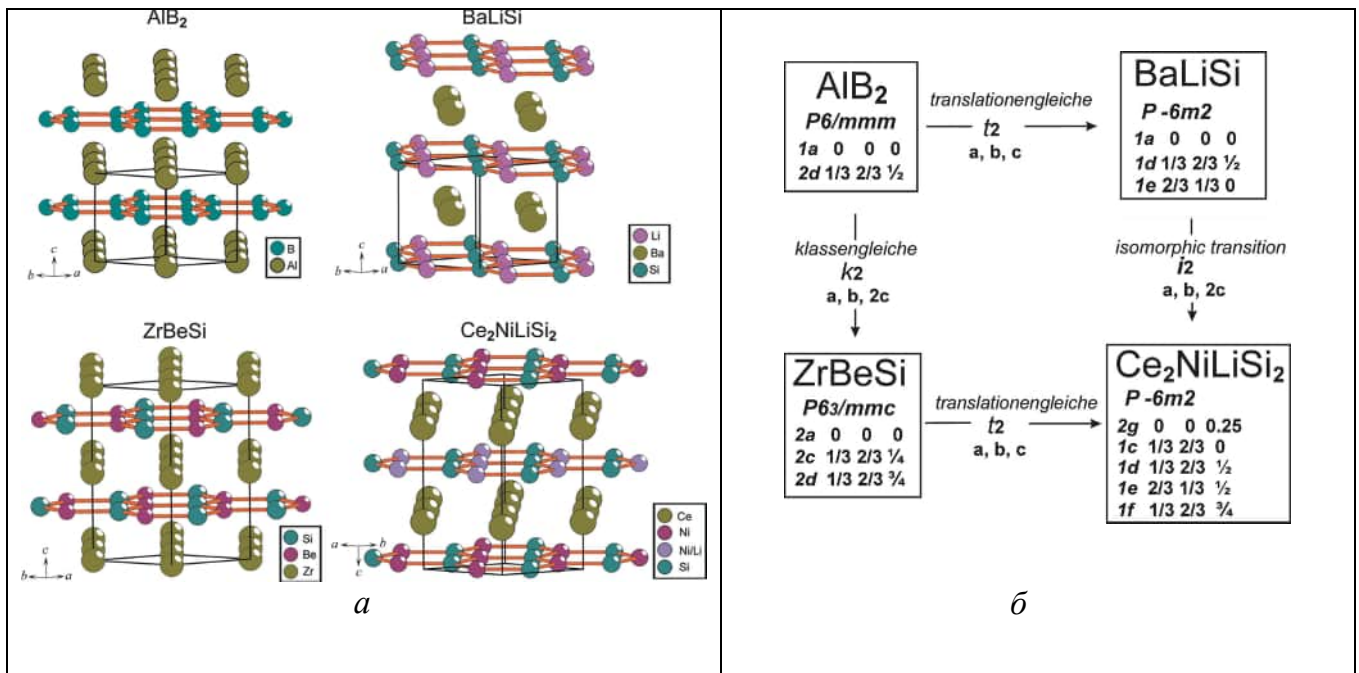 AlB2
BaLiSi
B
Al
c
b
a
Li
Ba
Si
c
b
a
ZrBeSi
Ce2NiLiSi2
Si
Be
Zr
c
b
a
Ce
Ni
Ni/Li
Si
a
b
c
а
AlB2
P6/mmm
1a 0 0 0
2d 1/3 2/3 ½
translationengleiche
t2
a, b, c
BaLiSi
P -6m2
1a 0 0 0
1d 1/3 2/3 ½
1e 2/3 1/3 0
klassengleiche
k2
a, b, 2c
isomorphic transition
i2
a, b, 2c
ZrBeSi
P63/mmc
2a 0 0 0
2c 1/3 2/3 ¼
2d 1/3 2/3 ¾
translationengleiche
t2
a, b, c
Ce2NiLiSi2
P -6m2
2g 0 0 0.25
1c 1/3 2/3 0
1d 1/3 2/3 ½
1e 2/3 1/3 ½
1f 1/3 2/3 ¾
б